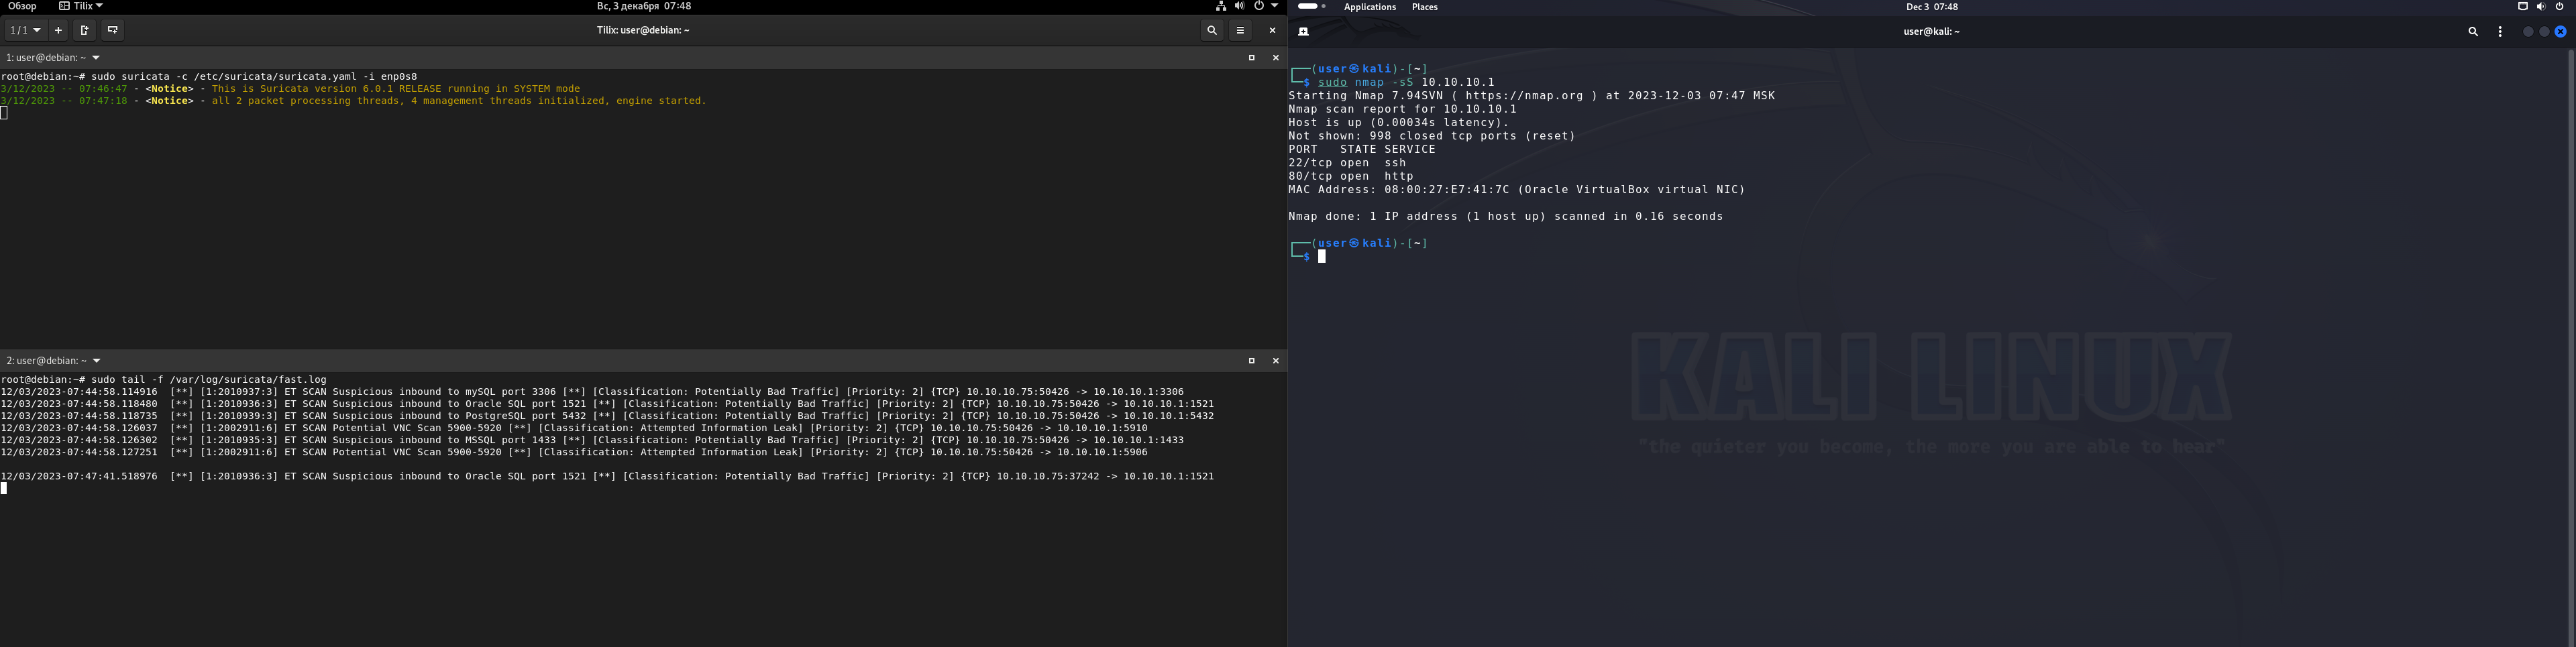 Обзор Tilix Вс, 3 декабря 07:48
1 / 1 Tilix: user@debian: ~
1: user@debian: ~
root@debian:~# sudo suricata -c /etc/suricata/suricata.yaml -i enp0s8
3/12/2023 -- 07:46:47 - <Notice> - This is Suricata version 6.0.1 RELEASE running in SYSTEM mode
3/12/2023 -- 07:47:18 - <Notice> - all 2 packet processing threads, 4 management threads initialized, engine started.
2: user@debian: ~
root@debian:~# sudo tail -f /var/log/suricata/fast.log
12/03/2023-07:44:58.114916  [**] [1:2010937:3] ET SCAN Suspicious inbound to mySQL port 3306 [**] [Classification: Potentially Bad Traffic] [Priority: 2] {TCP} 10.10.10.75:50426 -> 10.10.10.1:3306
12/03/2023-07:44:58.118480  [**] [1:2010936:3] ET SCAN Suspicious inbound to Oracle SQL port 1521 [**] [Classification: Potentially Bad Traffic] [Priority: 2] {TCP} 10.10.10.75:50426 -> 10.10.10.1:1521
12/03/2023-07:44:58.118735  [**] [1:2010939:3] ET SCAN Suspicious inbound to PostgreSQL port 5432 [**] [Classification: Potentially Bad Traffic] [Priority: 2] {TCP} 10.10.10.75:50426 -> 10.10.10.1:5432
12/03/2023-07:44:58.126037  [**] [1:2002911:6] ET SCAN Potential VNC Scan 5900-5920 [**] [Classification: Attempted Information Leak] [Priority: 2] {TCP} 10.10.10.75:50426 -> 10.10.10.1:5910
12/03/2023-07:44:58.126302  [**] [1:2010935:3] ET SCAN Suspicious inbound to MSSQL port 1433 [**] [Classification: Potentially Bad Traffic] [Priority: 2] {TCP} 10.10.10.75:50426 -> 10.10.10.1:1433
12/03/2023-07:44:58.127251  [**] [1:2002911:6] ET SCAN Potential VNC Scan 5900-5920 [**] [Classification: Attempted Information Leak] [Priority: 2] {TCP} 10.10.10.75:50426 -> 10.10.10.1:5906
12/03/2023-07:47:41.518976  [**] [1:2010936:3] ET SCAN Suspicious inbound to Oracle SQL port 1521 [**] [Classification: Potentially Bad Traffic] [Priority: 2] {TCP} 10.10.10.75:37242 -> 10.10.10.1:1521
Applications Places Dec 3 07:48
user@kali: ~
┌──(user㉿kali)-[~]
└─$ sudo nmap -sS 10.10.10.1
Starting Nmap 7.94SVN ( https://nmap.org ) at 2023-12-03 07:47 MSK
Nmap scan report for 10.10.10.1
Host is up (0.00034s latency).
Not shown: 998 closed tcp ports (reset)
PORT   STATE SERVICE
22/tcp open  ssh
80/tcp open  http
MAC Address: 08:00:27:E7:41:7C (Oracle VirtualBox virtual NIC)
Nmap done: 1 IP address (1 host up) scanned in 0.16 seconds
┌──(user㉿kali)-[~]
└─$
KALI LINUX
"the quieter you become, the more you are able to hear"